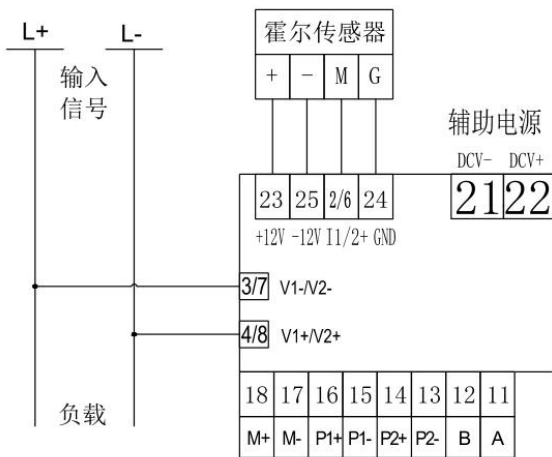 L+ L- 霍尔传感器
+ - M G
输入
信号
辅助电源
DCV- DCV+
23 25 2/6 24 21 22
+12V -12V I1/2+ GND
3/7 V1-/V2-
4/8 V1+/V2+
负载
18 17 16 15 14 13 12 11
M+ M- P1+ P1- P2+ P2- B A